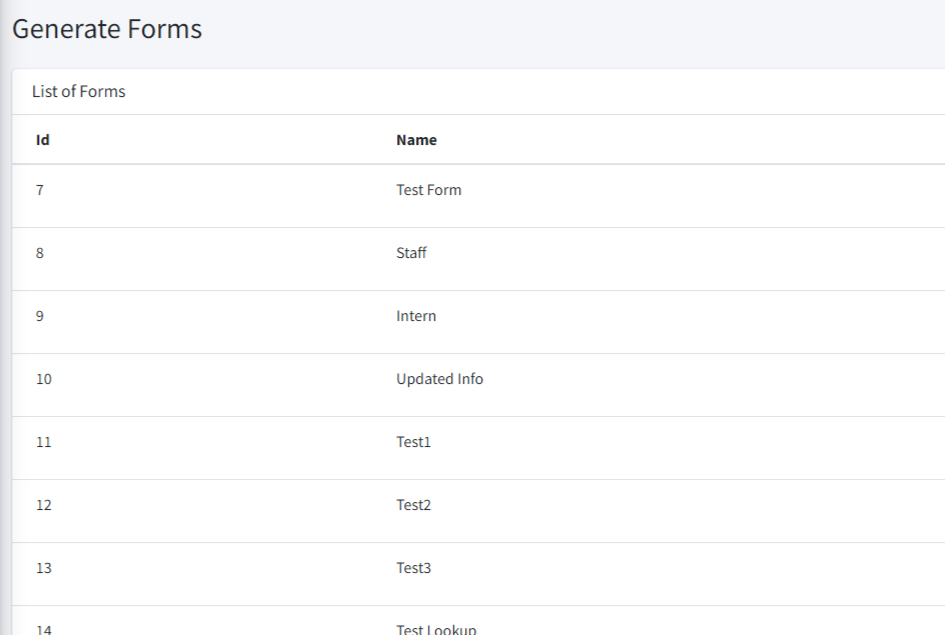 Generate Forms
List of Forms
Id Name
7 Test Form
8 Staff
9 Intern
10 Updated Info
11 Test1
12 Test2
13 Test3
14 Test Lookup